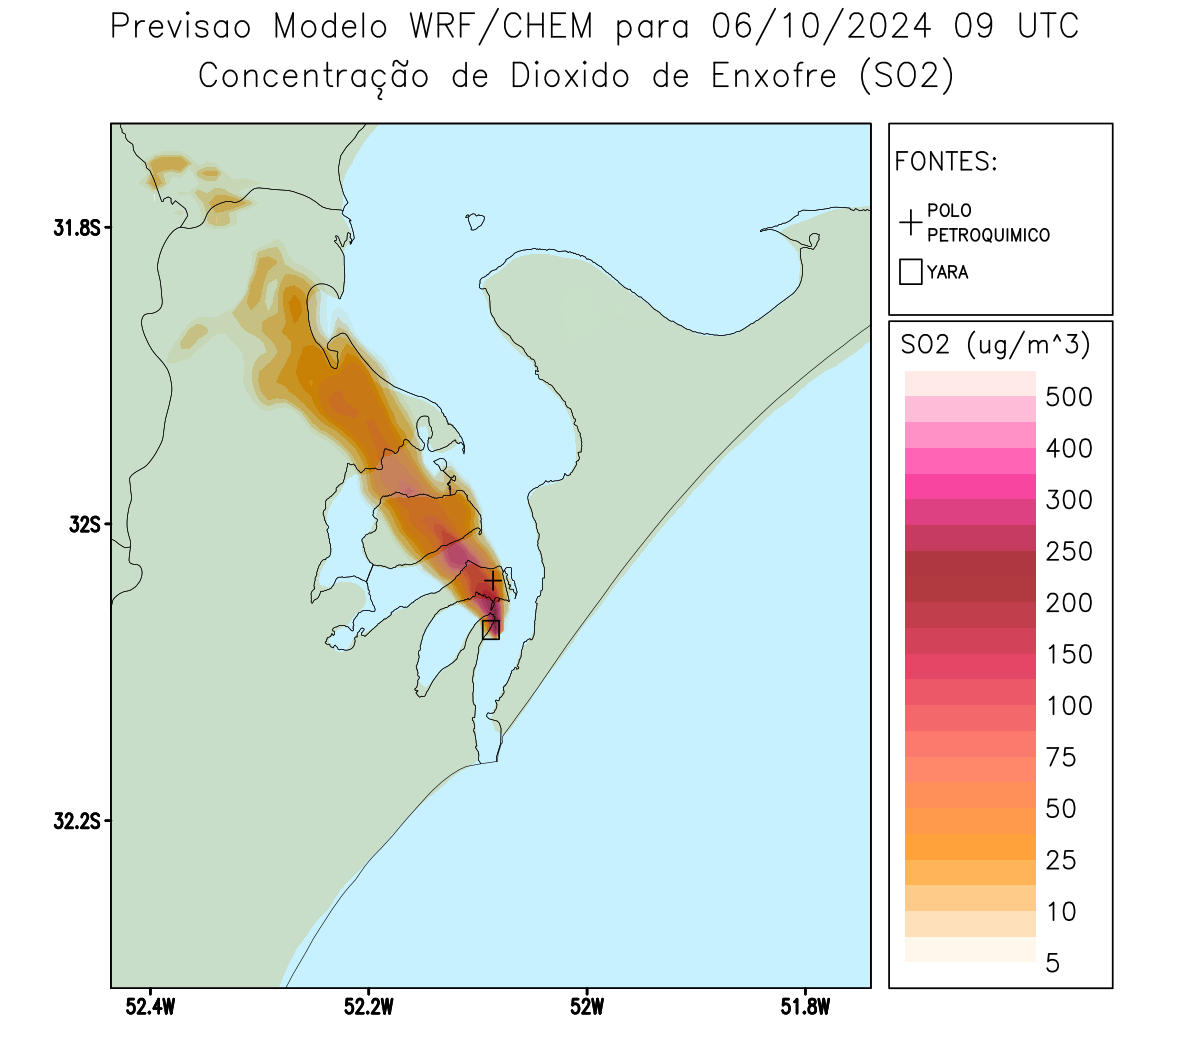 Previsao Modelo WRF/CHEM para 06/10/2024 09 UTC
Concentração de Dioxido de Enxofre (SO2)
FONTES:
POLO
PETROQUIMICO
YARA
SO2 (ug/m^3)
500
400
300
250
200
150
100
75
50
25
10
5
31.8S
32S
32.2S
52.4W
52.2W
52W
51.8W